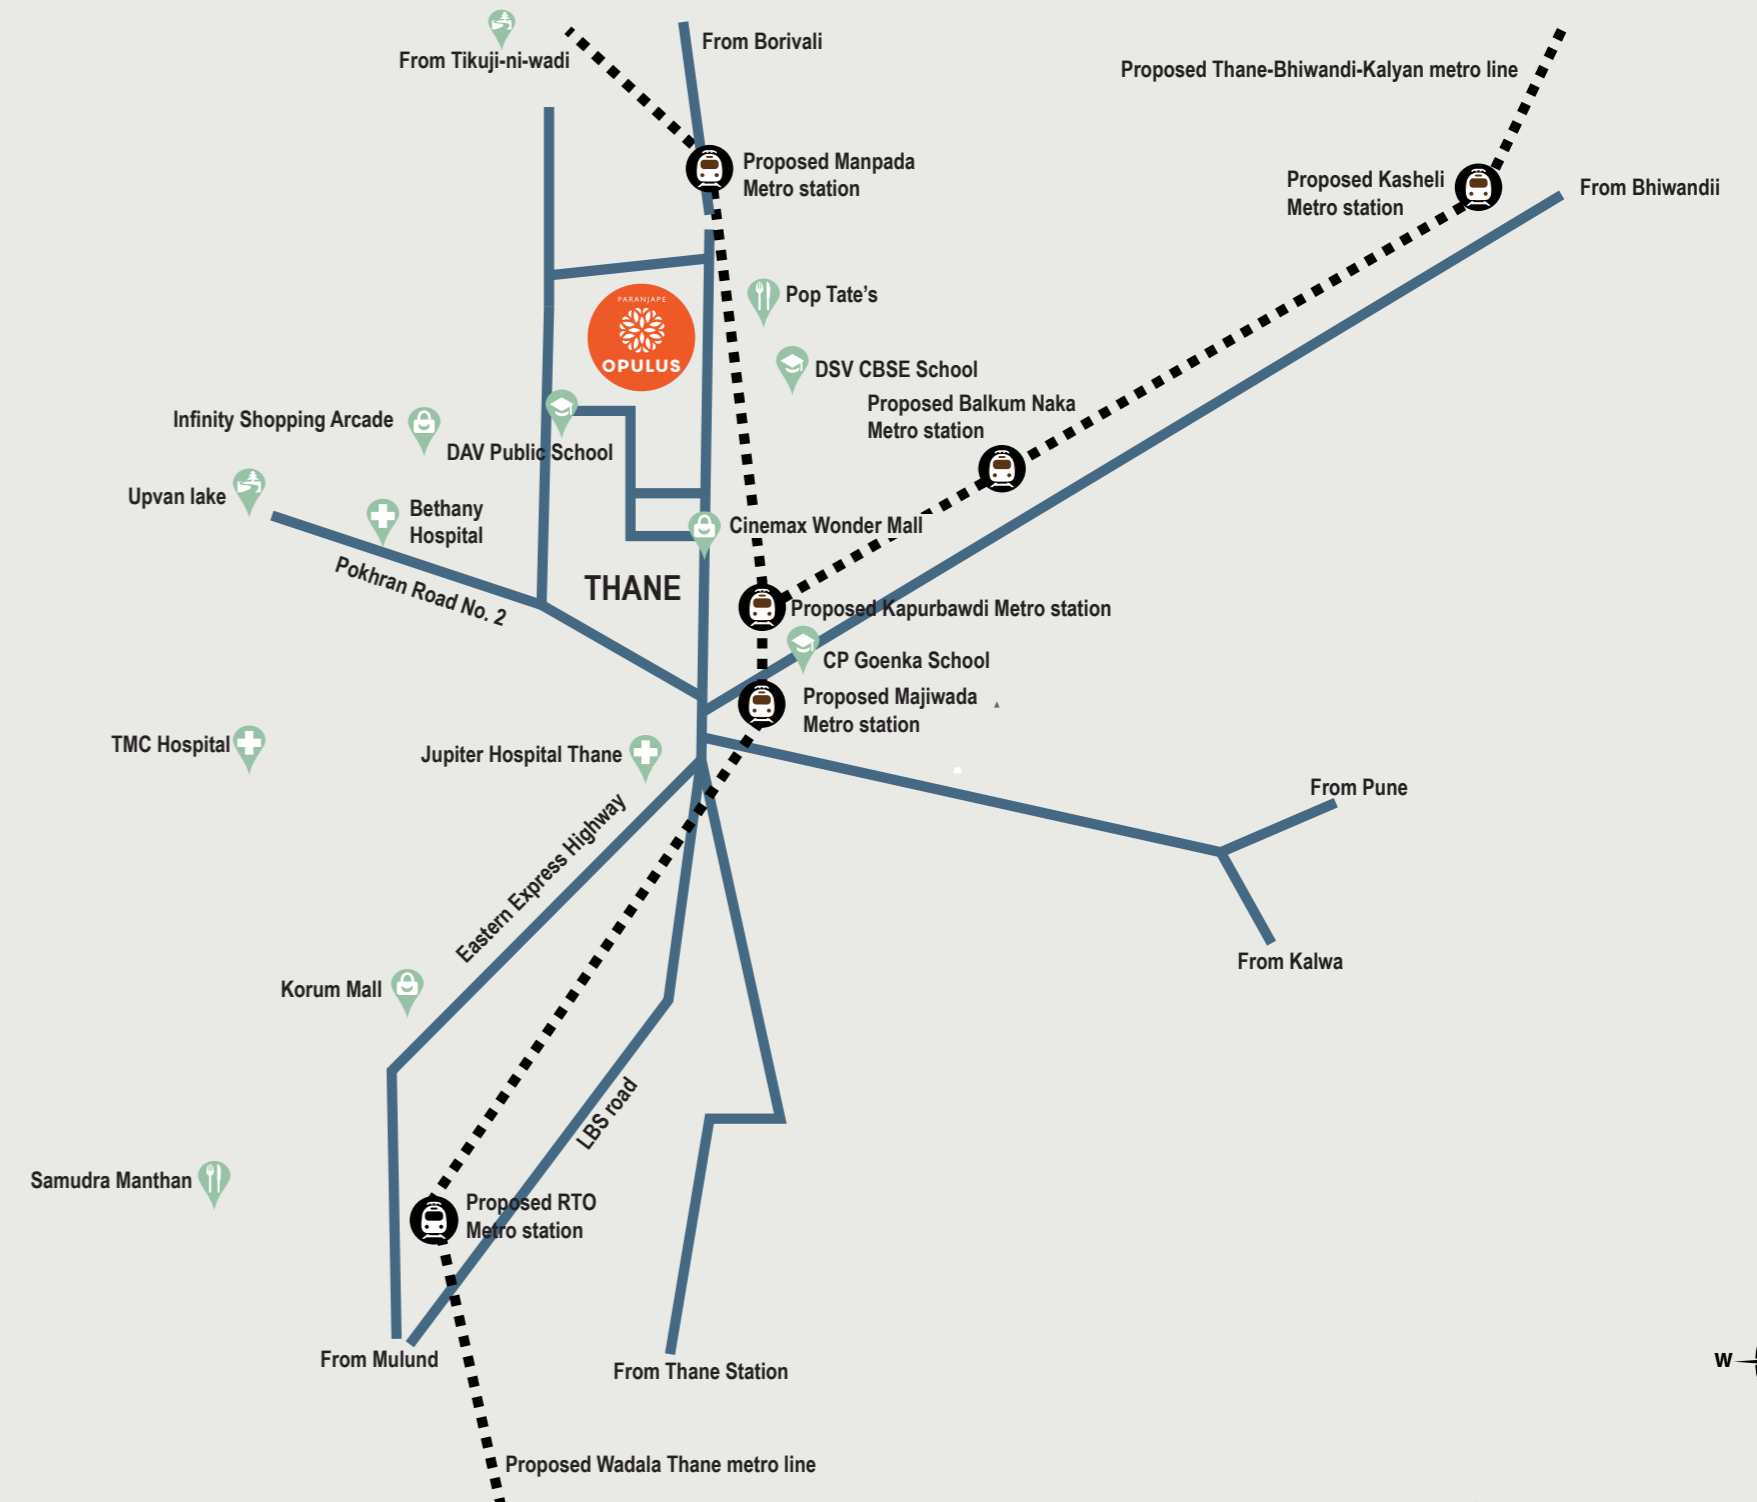 From Tikuji-ni-wadi
From Borivali
Proposed Thane-Bhiwandi-Kalyan metro line
Proposed Manpada
Metro station
Proposed Kasheli
Metro station
From Bhiwandii
PARANJAPE
OPULUS
Pop Tate's
DSV CBSE School
Proposed Balkum Naka
Metro station
Infinity Shopping Arcade
DAV Public School
Upvan lake
Bethany
Hospital
Cinemax Wonder Mall
Pokhran Road No. 2
THANE
Proposed Kapurbawdi Metro station
CP Goenka School
Proposed Majiwada
Metro station
TMC Hospital
Jupiter Hospital Thane
From Pune
Eastern Express Highway
From Kalwa
Korum Mall
LBS road
Samudra Manthan
Proposed RTO
Metro station
From Mulund
From Thane Station
W
Proposed Wadala Thane metro line